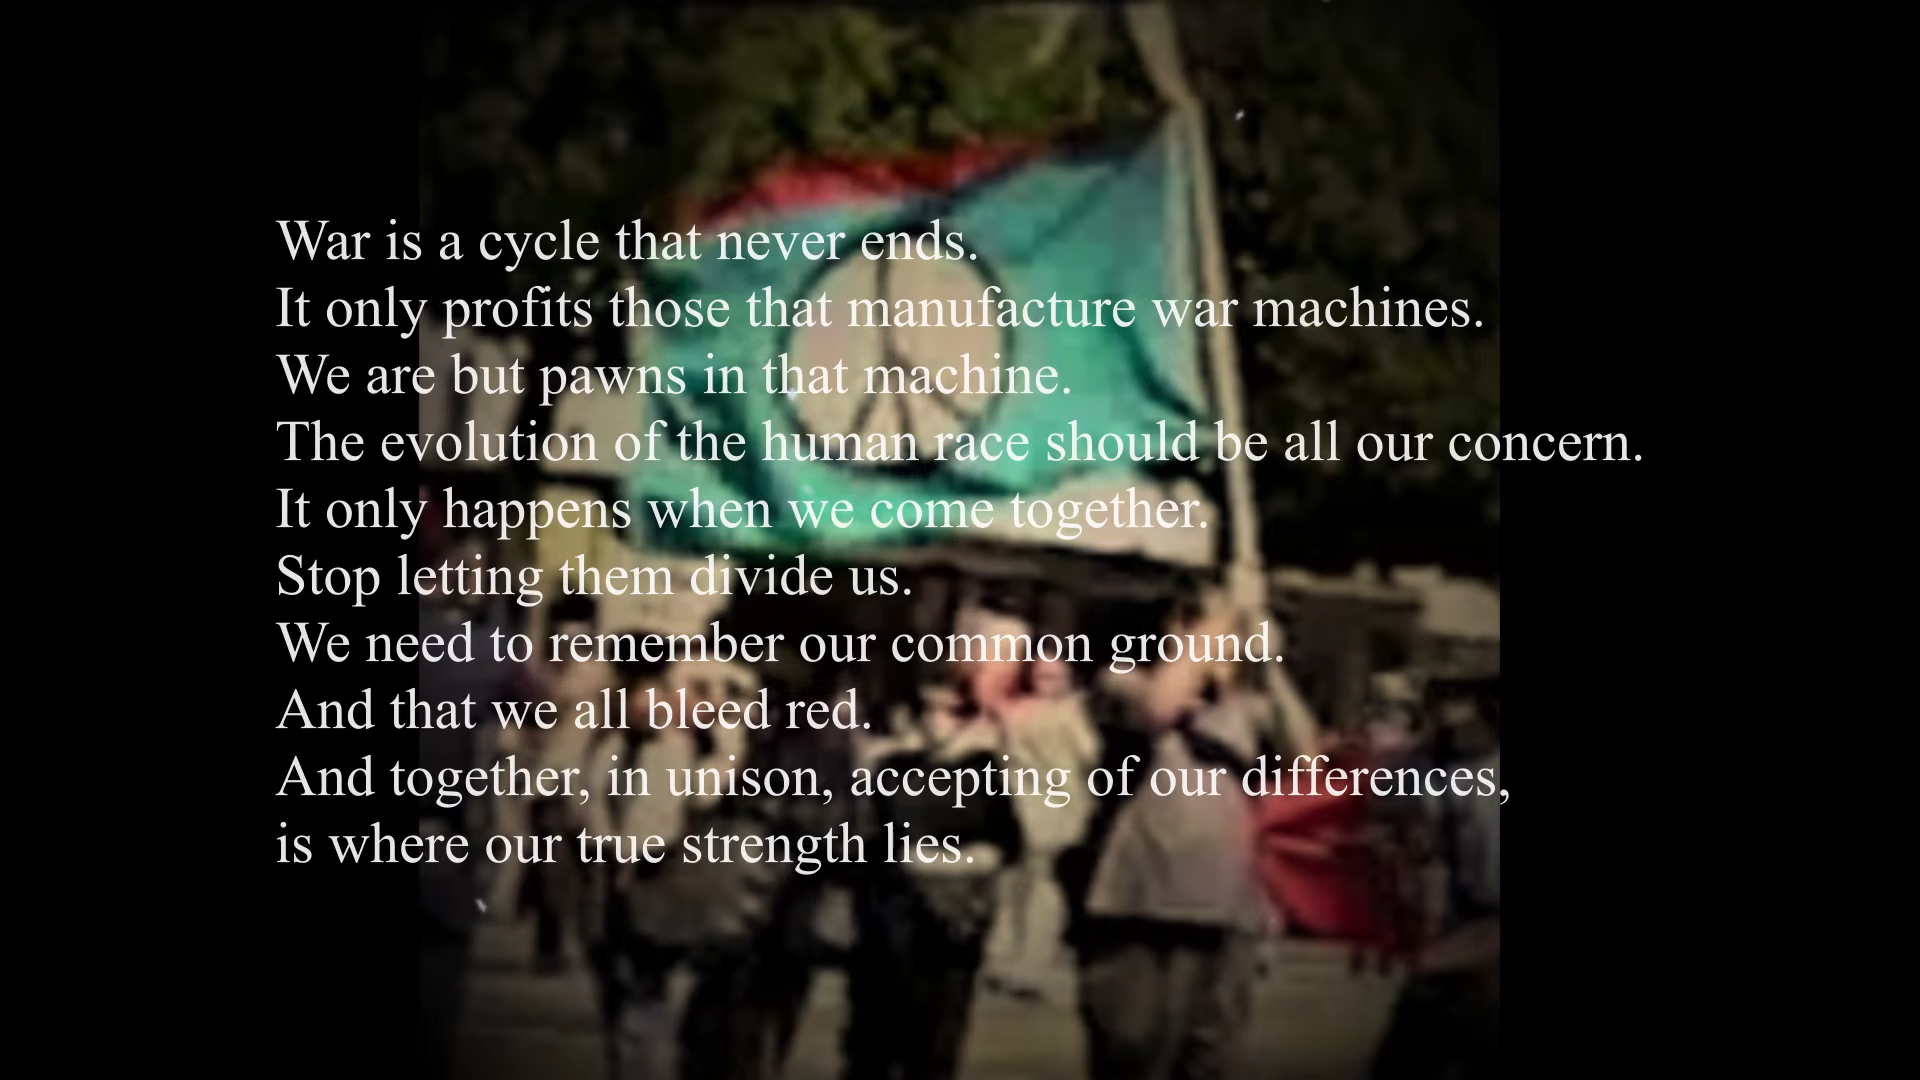 War is a cycle that never ends.
It only profits those that manufacture war machines.
We are but pawns in that machine.
The evolution of the human race should be all our concern.
It only happens when we come together.
Stop letting them divide us.
We need to remember our common ground.
And that we all bleed red.
And together, in unison, accepting of our differences,
is where our true strength lies.